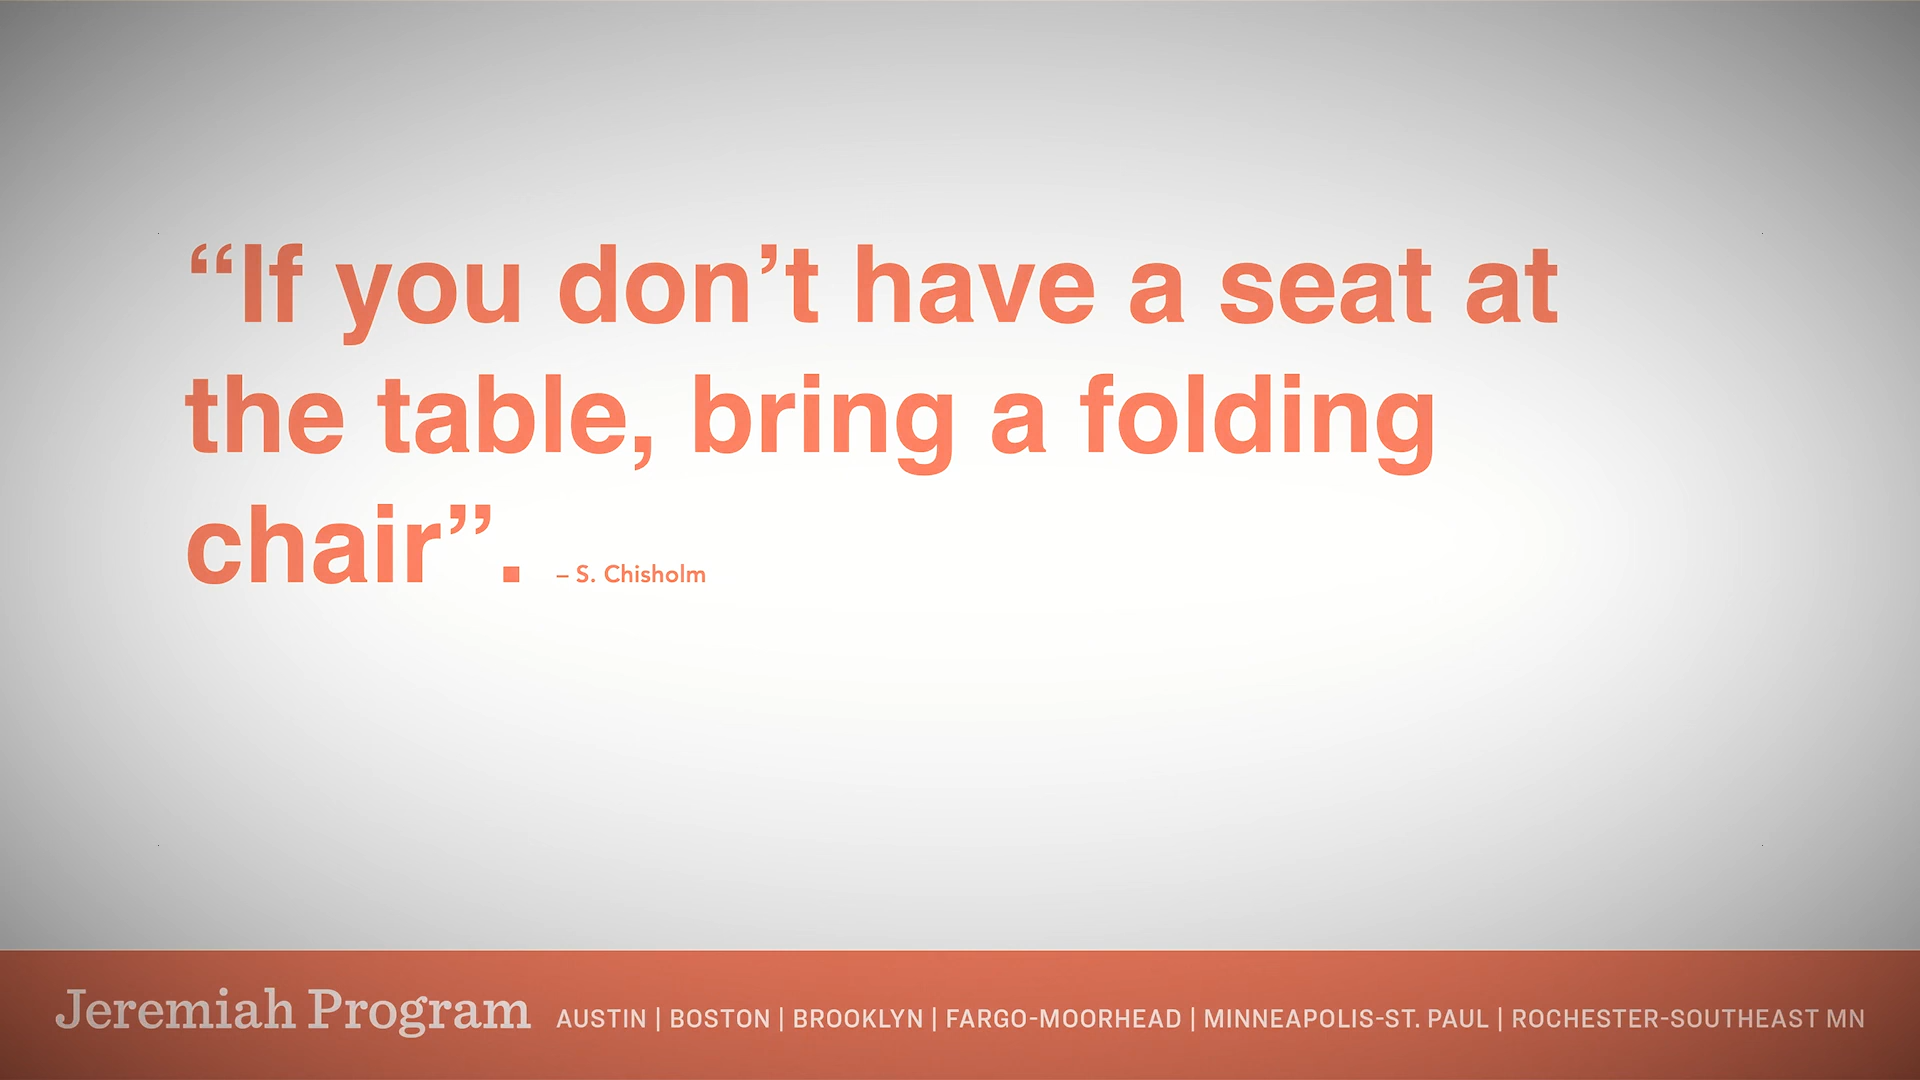 “If you don’t have a seat at
the table, bring a folding
chair”. – S. Chisholm
Jeremiah Program AUSTIN | BOSTON | BROOKLYN | FARGO-MOORHEAD | MINNEAPOLIS-ST. PAUL | ROCHESTER-SOUTHEAST MN